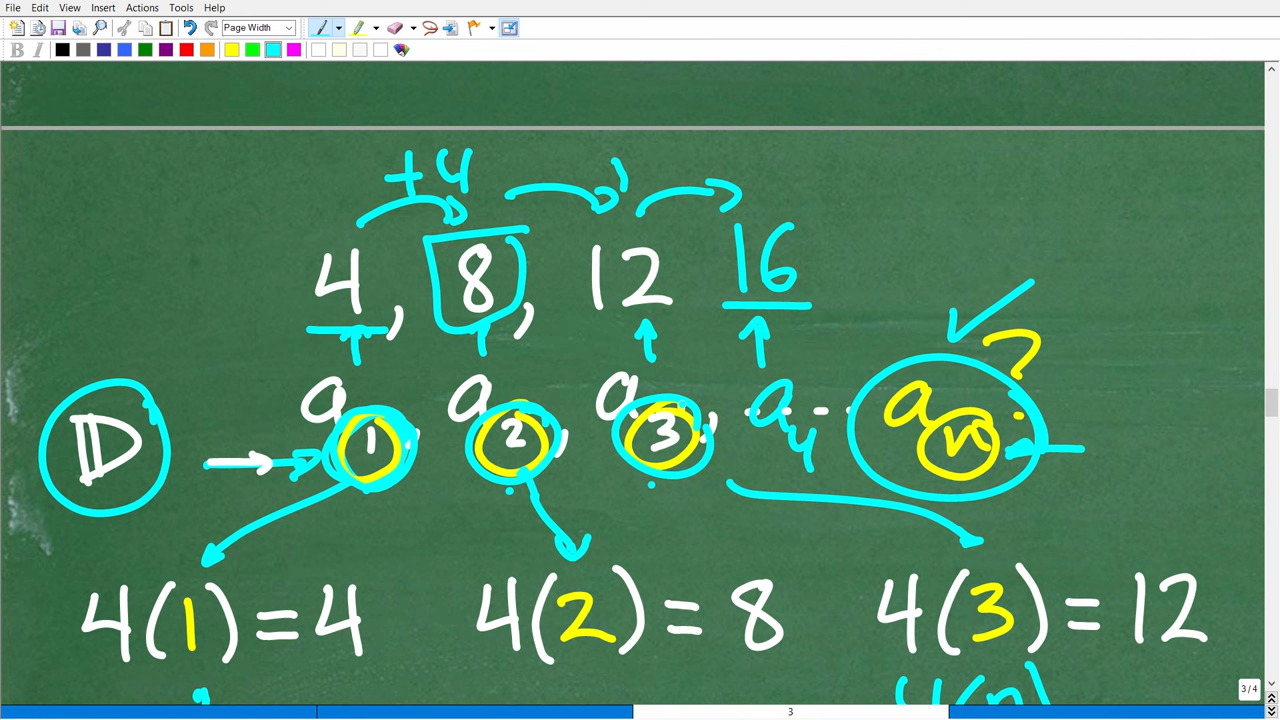 File Edit View Insert Actions Tools Help
Page Width
B I
+4
4, 8, 12 16
a1, a2, a3, ... a4 an ?
D
4(1) = 4 4(2) = 8 4(3) = 12
4(n)
3/4
3